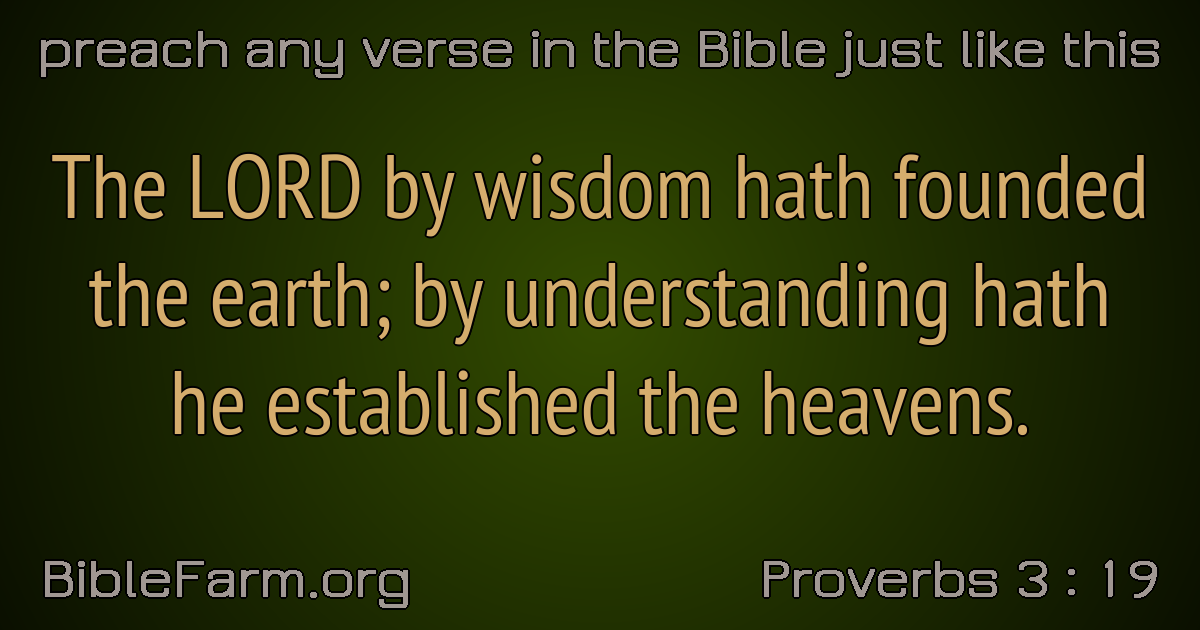 preach any verse in the Bible just like this
The LORD by wisdom hath founded
the earth; by understanding hath
he established the heavens.
BibleFarm.org
Proverbs 3 : 19